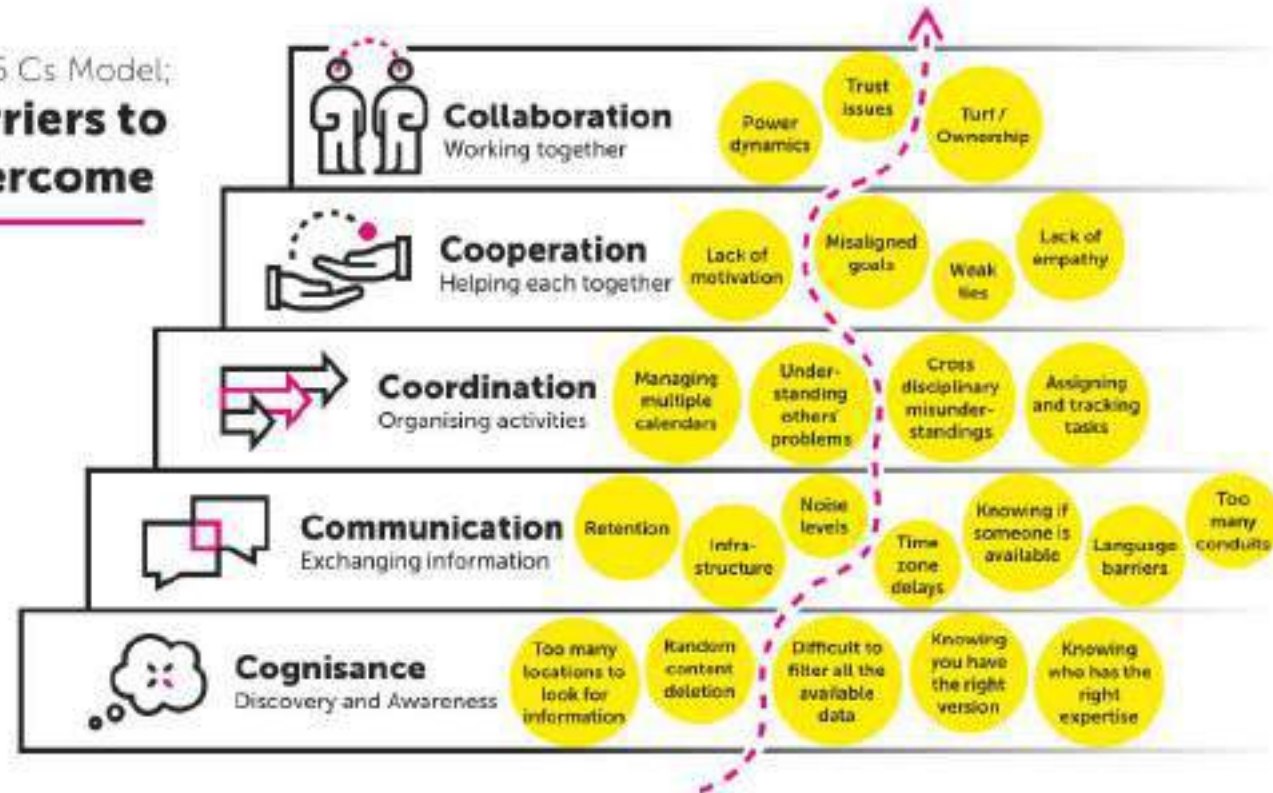 5 Cs Model;
rriers to
ercome
Collaboration
Working together
Power
dynamics
Trust
issues
Turf /
Ownership
Cooperation
Helping each together
Lack of
motivation
Misaligned
goals
Weak
ties
Lack of
empathy
Coordination
Organising activities
Managing
multiple
calendars
Under-
standing
others'
problems
Cross
disciplinary
misunder-
standings
Assigning
and tracking
tasks
Communication
Exchanging information
Retention
Infra-
structure
Noise
levels
Time
zone
delays
Knowing if
someone is
available
Language
barriers
Too
many
conduits
Cognisance
Discovery and Awareness
Too many
locations to
look for
information
Random
content
deletion
Difficult to
filter all the
available
data
Knowing
you have
the right
version
Knowing
who has the
right
expertise